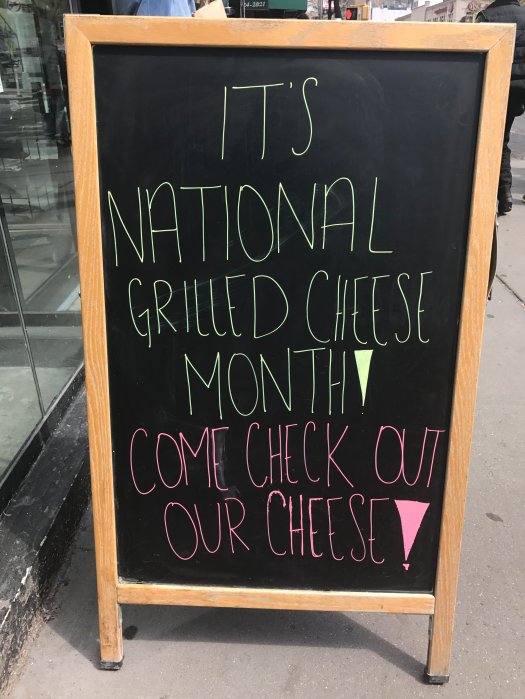 IT'S
NATIONAL
GRILLED CHEESE
MONTH!
COME CHECK OUT
OUR CHEESE!